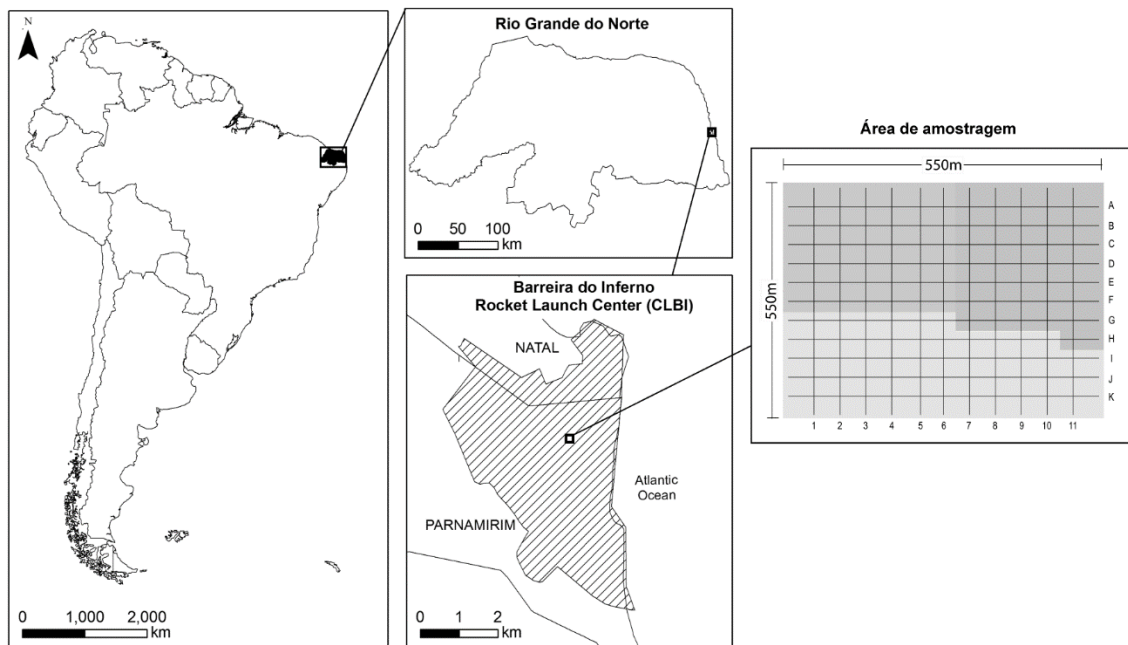 N
0 1,000 2,000
km
Rio Grande do Norte
0 50 100
km
Barreira do Inferno
Rocket Launch Center (CLBI)
NATAL
Atlantic
Ocean
PARNAMIRIM
0 1 2
km
Área de amostragem
550m
550m
A
B
C
D
E
F
G
H
I
J
K
1 2 3 4 5 6 7 8 9 10 11